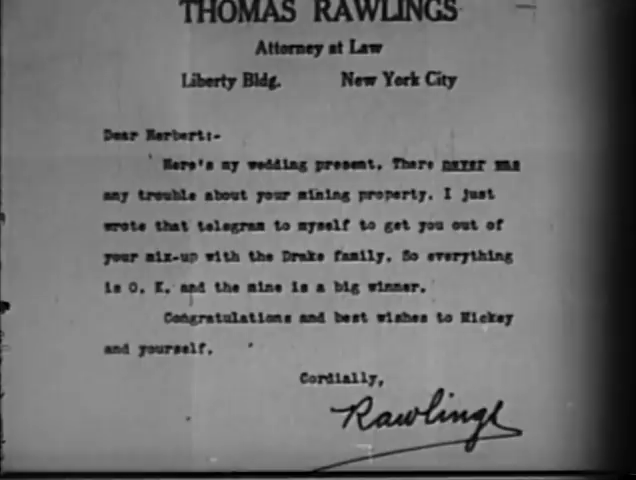 THOMAS RAWLINGS
Attorney at Law
Liberty Bldg. New York City
Dear Herbert:-
Here's my wedding present. There never was
any trouble about your mining property. I just
wrote that telegram to myself to get you out of
your mix-up with the Drake family. So everything
is O. K. and the mine is a big winner.
Congratulations and best wishes to Mickey
and yourself.
Cordially,
Rawlings